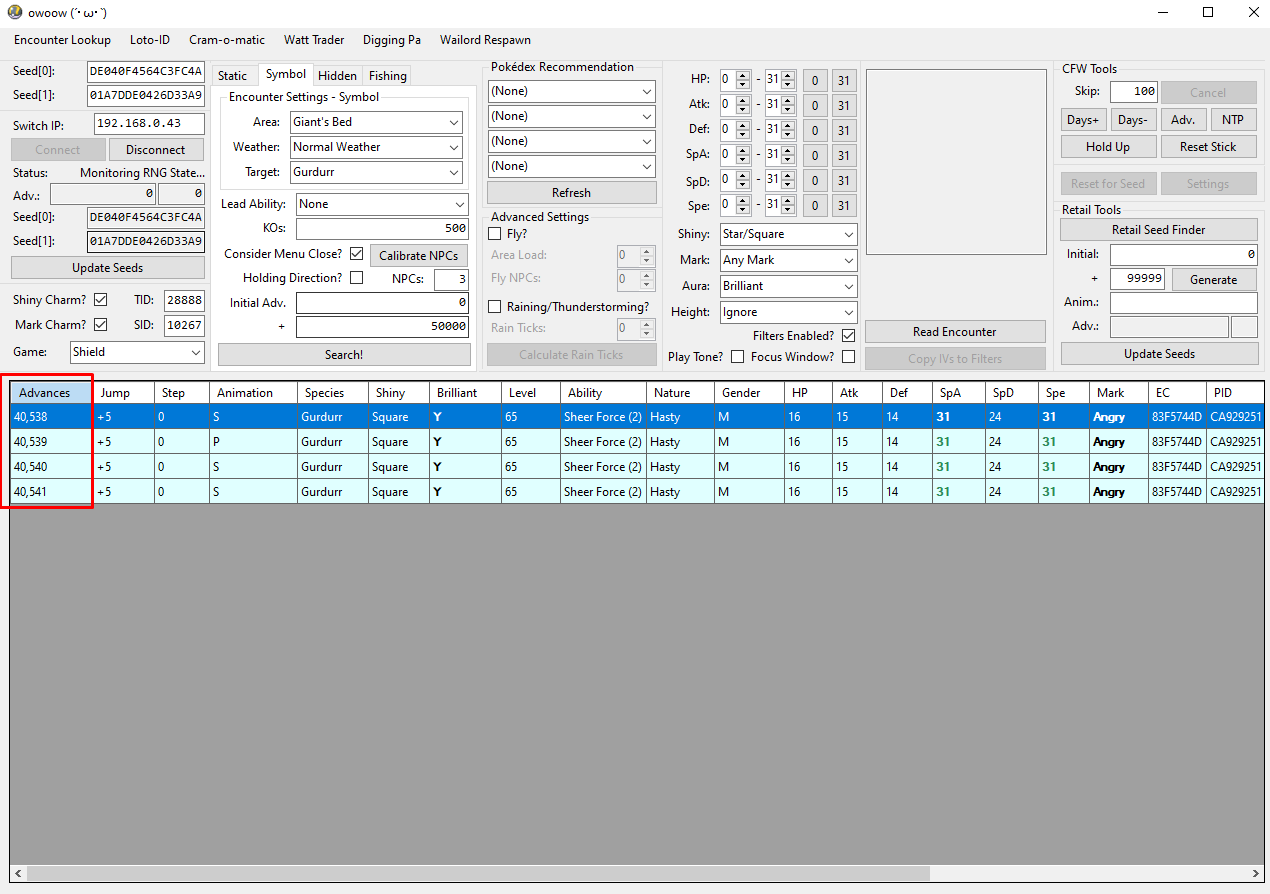 owoow (´･ω･`)
Encounter Lookup Loto-ID Cram-o-matic Watt Trader Digging Pa Wailord Respawn
Seed[0]: DE040F4564C3FC4A
Seed[1]: 01A7DDE0426D33A9
Switch IP: 192.168.0.43
Connect Disconnect
Status: Monitoring RNG State...
Adv.: 0 0
Seed[0]: DE040F4564C3FC4A
Seed[1]: 01A7DDE0426D33A9
Update Seeds
Shiny Charm? TID: 28888
Mark Charm? SID: 10267
Game: Shield
Static Symbol Hidden Fishing
Encounter Settings - Symbol
Area: Giant's Bed
Weather: Normal Weather
Target: Gurdurr
Lead Ability: None
KOs: 500
Consider Menu Close? Calibrate NPCs
Holding Direction? NPCs: 3
Initial Adv. 0
+ 50000
Search!
Pokédex Recommendation
(None)
(None)
(None)
(None)
Refresh
Advanced Settings
Fly?
Area Load: 0
Fly NPCs: 0
Raining/Thunderstorming?
Rain Ticks: 0
Calculate Rain Ticks
HP: 0 - 31 0 31
Atk: 0 - 31 0 31
Def: 0 - 31 0 31
SpA: 0 - 31 0 31
SpD: 0 - 31 0 31
Spe: 0 - 31 0 31
Shiny: Star/Square
Mark: Any Mark
Aura: Brilliant
Height: Ignore
Filters Enabled?
Play Tone? Focus Window?
Read Encounter
Copy IVs to Filters
CFW Tools
Skip: 100 Cancel
Days+ Days- Adv. NTP
Hold Up Reset Stick
Reset for Seed Settings
Retail Tools
Retail Seed Finder
Initial: 0
+ 99999 Generate
Anim.:
Adv.:
Update Seeds
Advances Jump Step Animation Species Shiny Brilliant Level Ability Nature Gender HP Atk Def SpA SpD Spe Mark EC PID
40,538 +5 0 S Gurdurr Square Y 65 Sheer Force (2) Hasty M 16 15 14 31 24 31 Angry 83F5744D CA929251
40,539 +5 0 P Gurdurr Square Y 65 Sheer Force (2) Hasty M 16 15 14 31 24 31 Angry 83F5744D CA929251
40,540 +5 0 S Gurdurr Square Y 65 Sheer Force (2) Hasty M 16 15 14 31 24 31 Angry 83F5744D CA929251
40,541 +5 0 S Gurdurr Square Y 65 Sheer Force (2) Hasty M 16 15 14 31 24 31 Angry 83F5744D CA929251